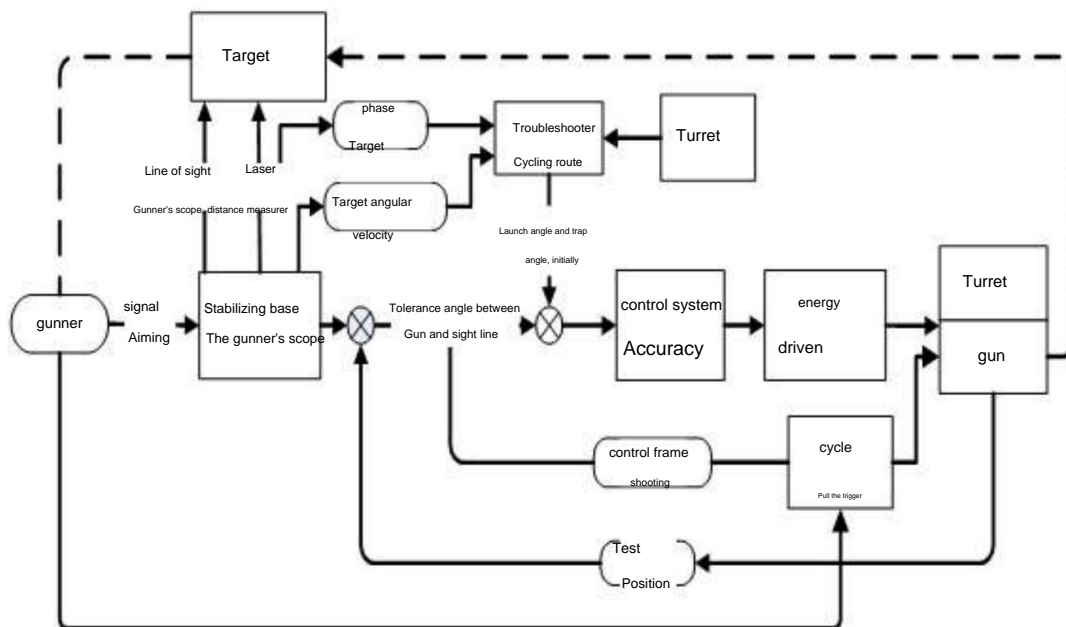 Target
phase
Target
Troubleshooter
Cycling route
Turret
Line of sight
Laser
Gunner's scope, distance measurer
Target angular
velocity
Launch angle and trap
angle, initially
gunner
signal
Aiming
Stabilizing base
The gunner's scope
Tolerance angle between
Gun and sight line
control system
Accuracy
energy
driven
Turret
gun
control frame
shooting
cycle
Pull the trigger
Test
Position